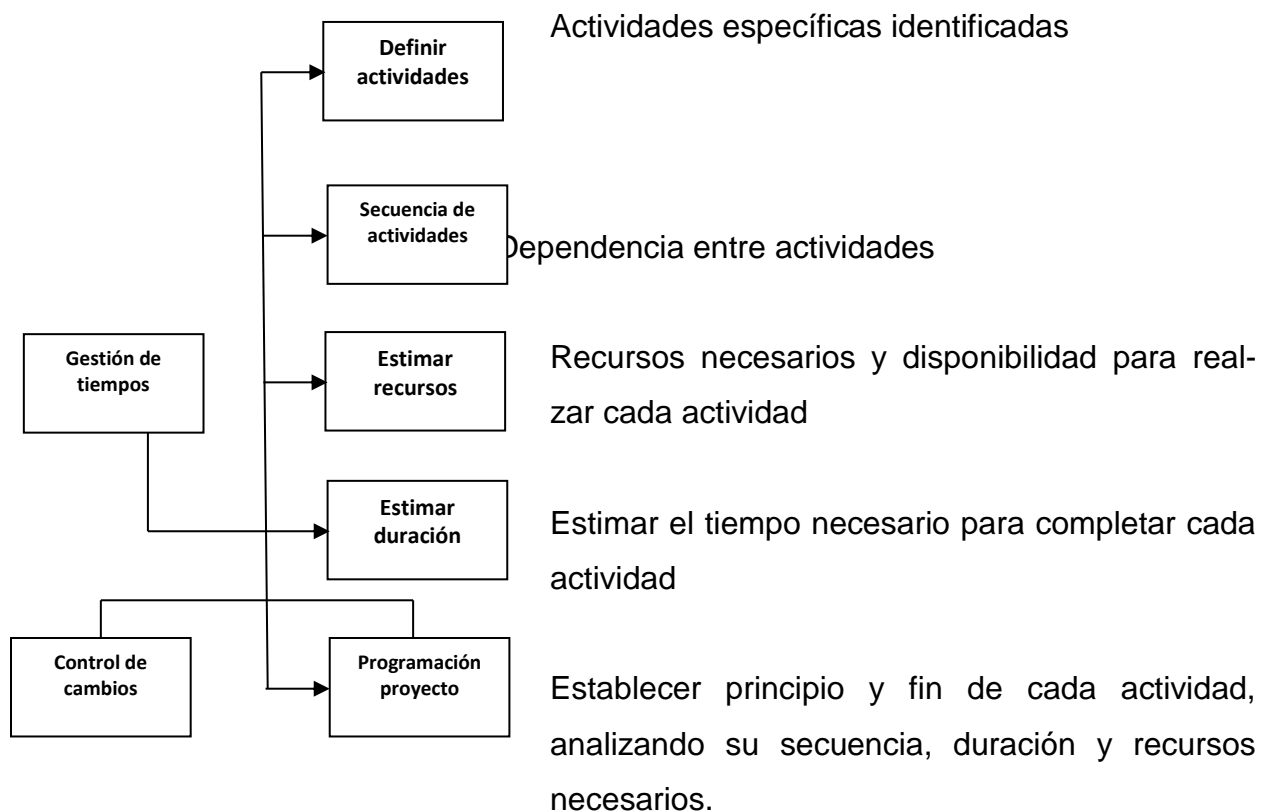 Definir
actividades
Actividades específicas identificadas
Secuencia de
actividades
Dependencia entre actividades
Gestión de
tiempos
Estimar
recursos
Recursos necesarios y disponibilidad para real-
zar cada actividad
Estimar
duración
Estimar el tiempo necesario para completar cada
actividad
Control de
cambios
Programación
proyecto
Establecer principio y fin de cada actividad,
analizando su secuencia, duración y recursos
necesarios.